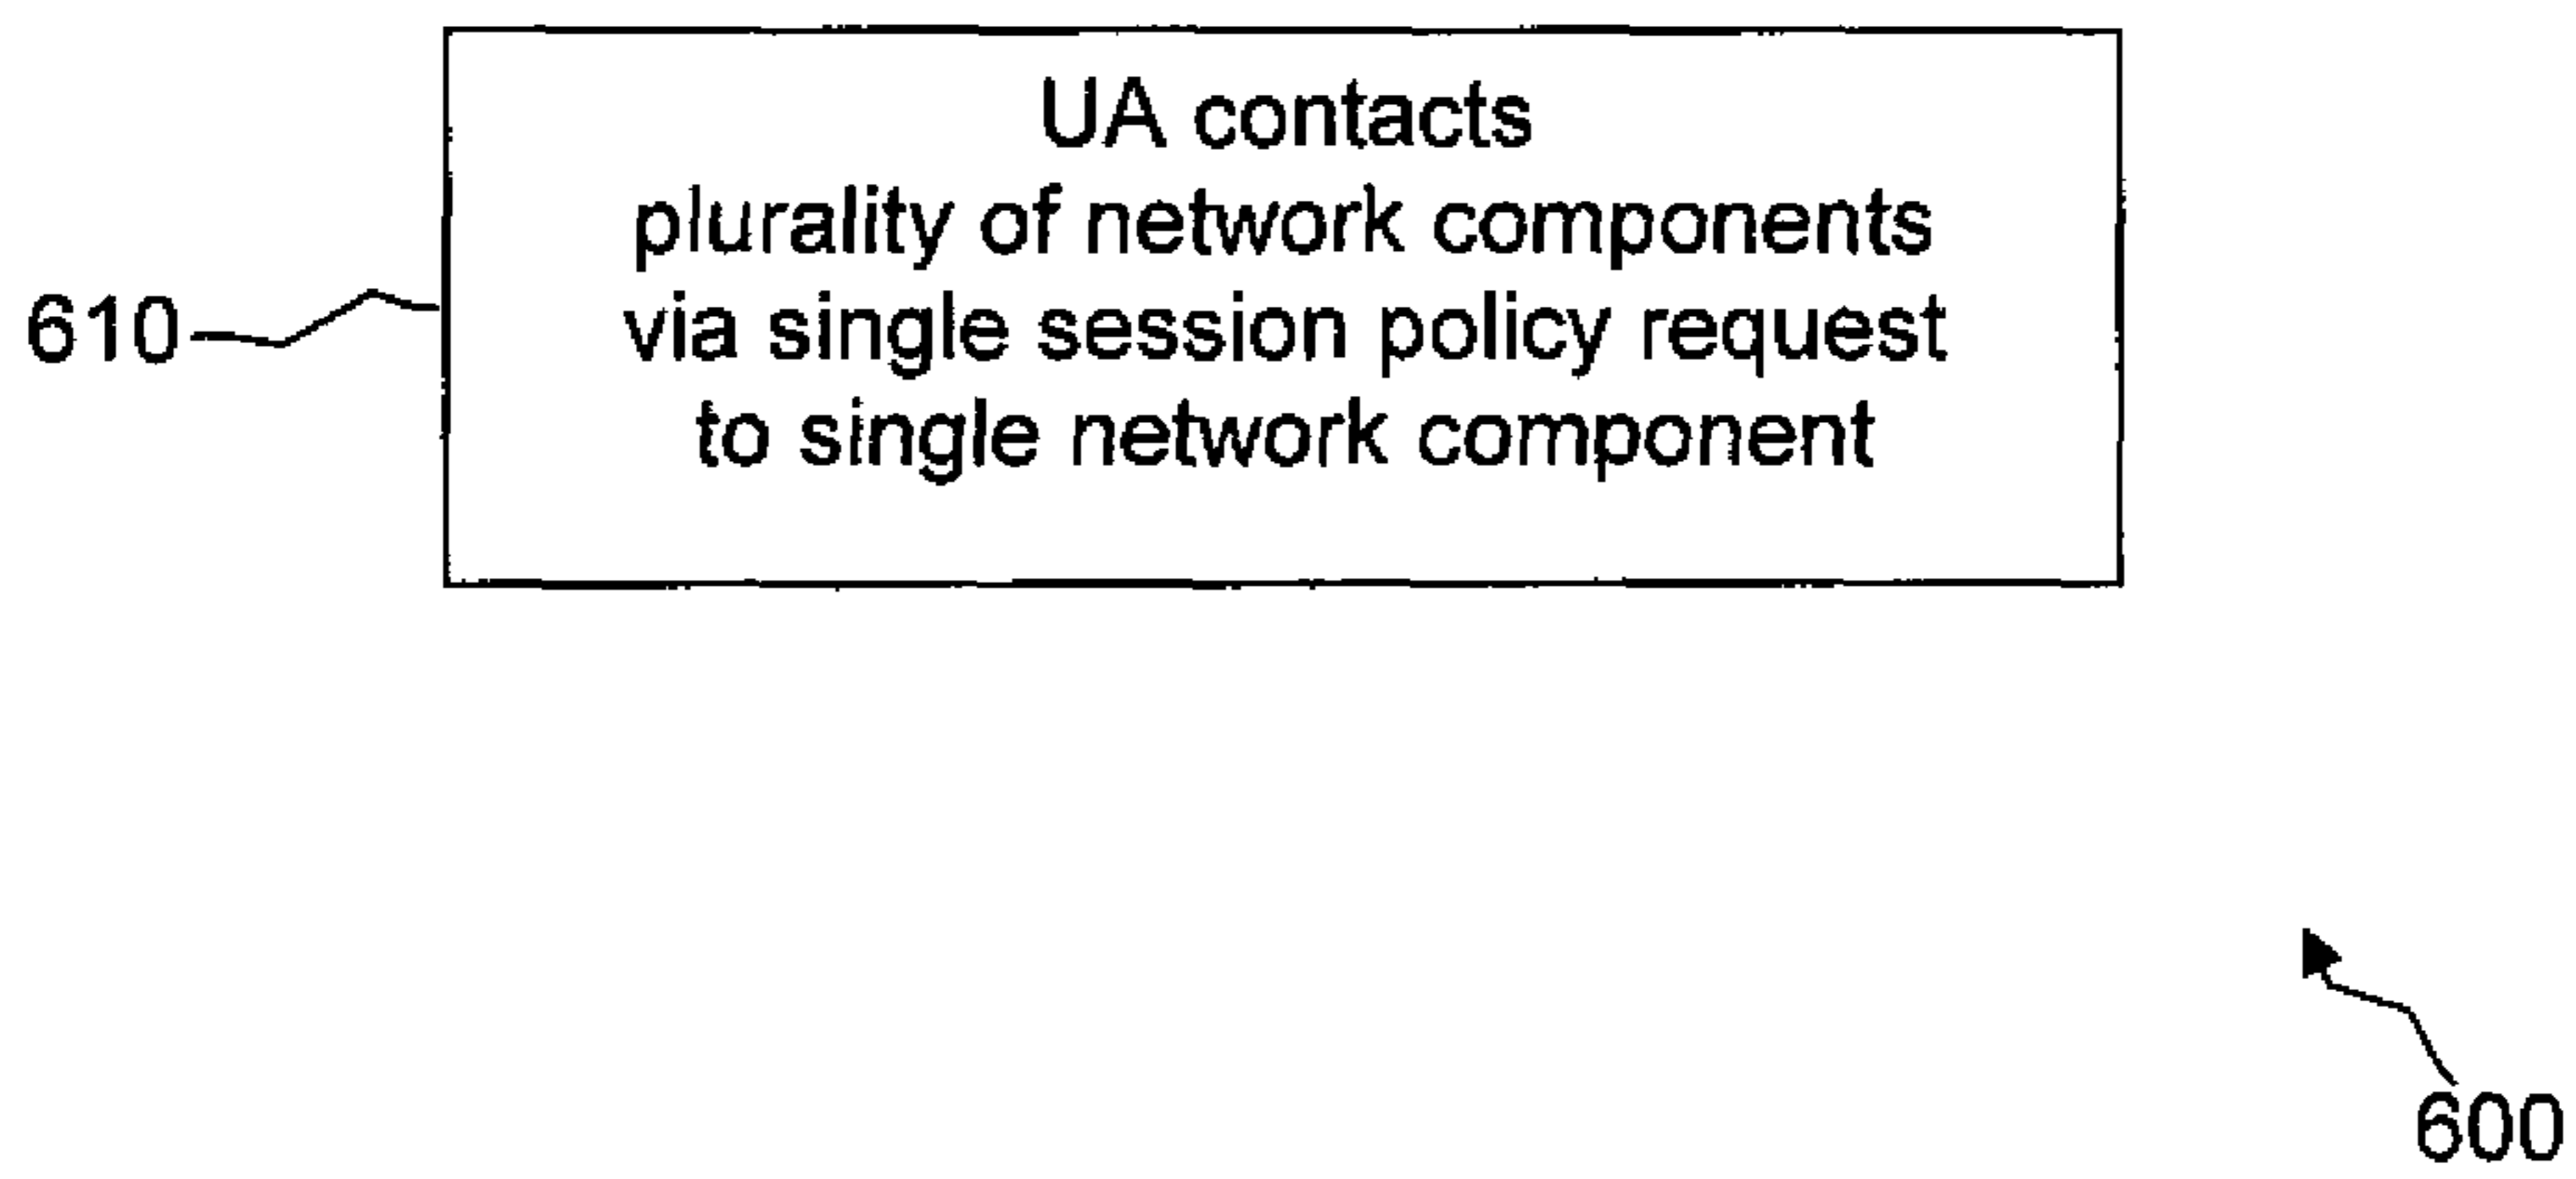 UA contacts
plurality of network components
via single session policy request
to single network component
610
600